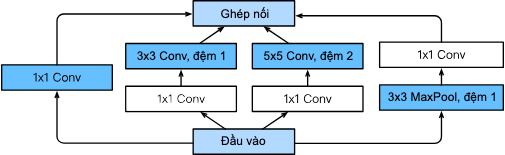 Ghép nối
3x3 Conv, đệm 1
5x5 Conv, đệm 2
1x1 Conv
1x1 Conv
1x1 Conv
1x1 Conv
3x3 MaxPool, đệm 1
Đầu vào